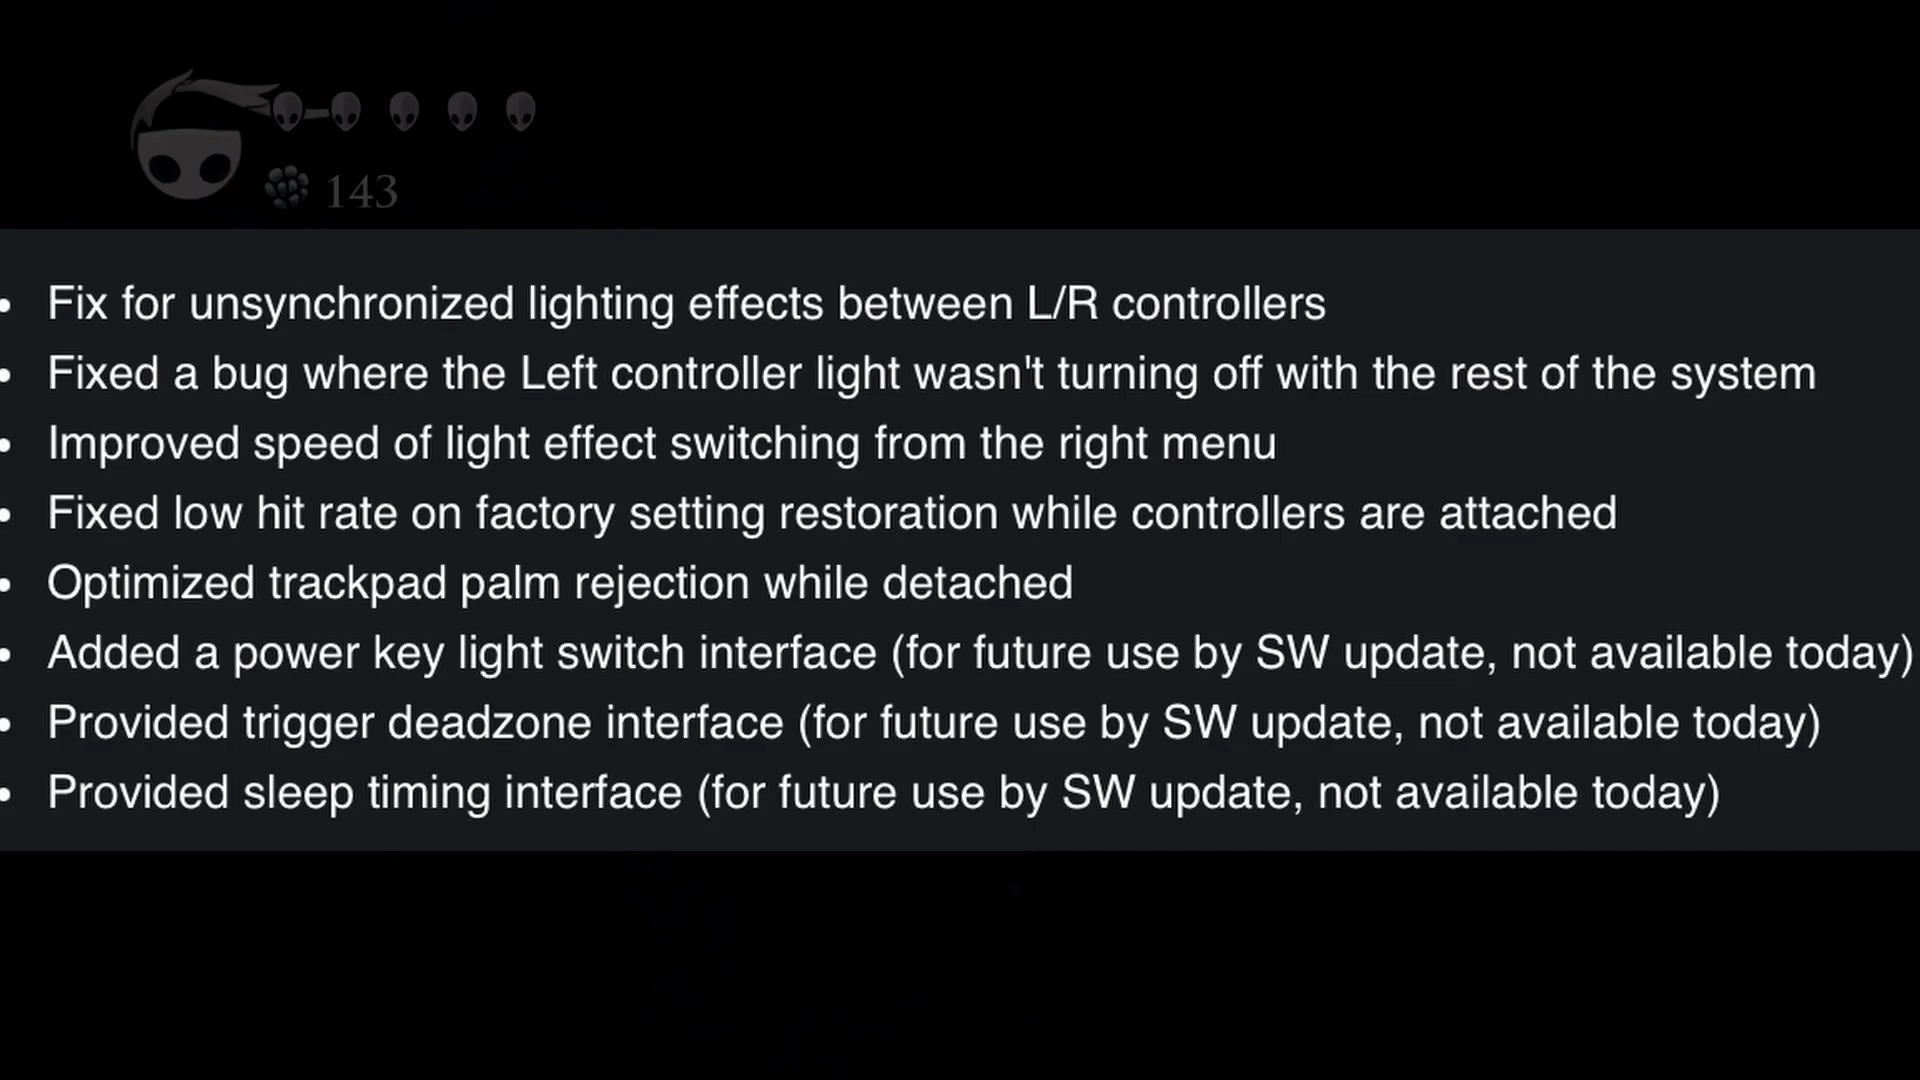 143
• Fix for unsynchronized lighting effects between L/R controllers
• Fixed a bug where the Left controller light wasn't turning off with the rest of the system
• Improved speed of light effect switching from the right menu
• Fixed low hit rate on factory setting restoration while controllers are attached
• Optimized trackpad palm rejection while detached
• Added a power key light switch interface (for future use by SW update, not available today)
• Provided trigger deadzone interface (for future use by SW update, not available today)
• Provided sleep timing interface (for future use by SW update, not available today)